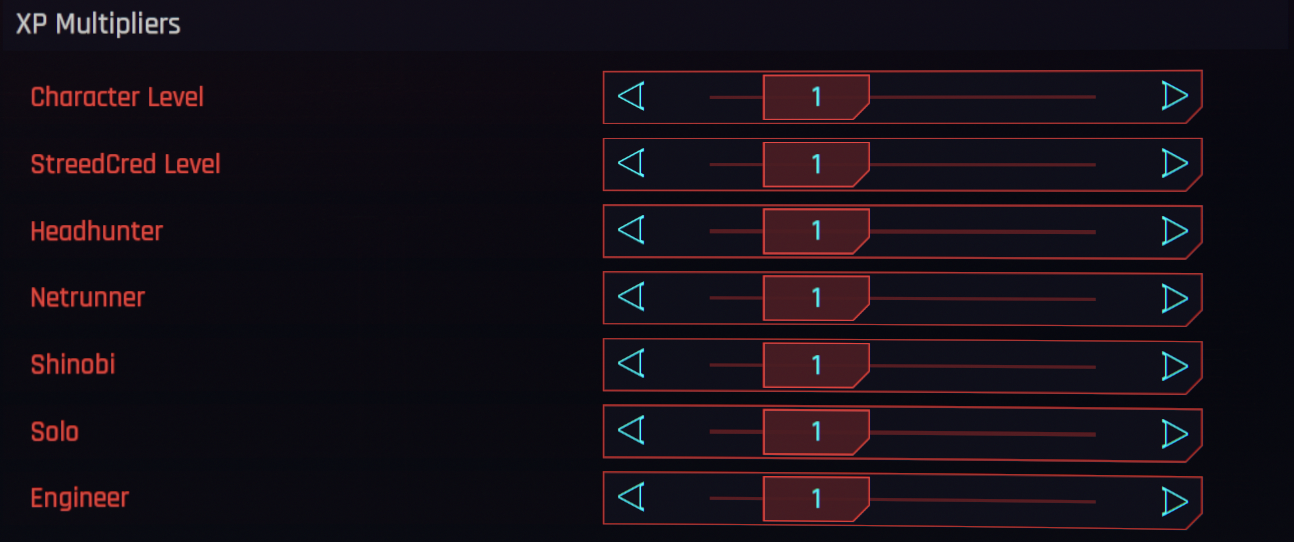 XP Multipliers
Character Level 1
StreedCred Level 1
Headhunter 1
Netrunner 1
Shinobi 1
Solo 1
Engineer 1